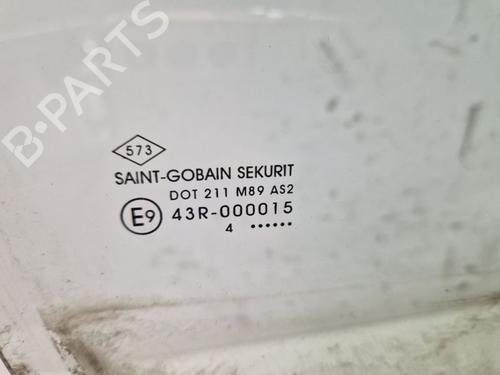 B-PARTS
573
SAINT-GOBAIN SEKURIT
DOT 211 M89 AS2
E9 43R-000015
4 ......